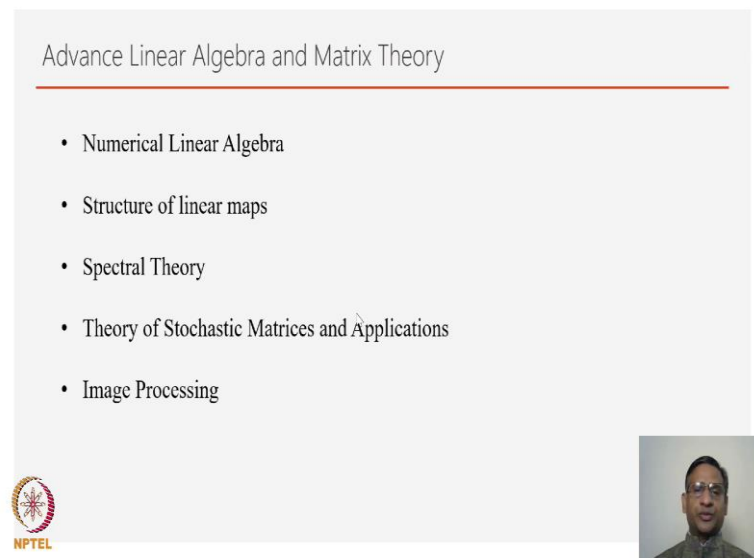 Advance Linear Algebra and Matrix Theory
• Numerical Linear Algebra
• Structure of linear maps
• Spectral Theory
• Theory of Stochastic Matrices and Applications
• Image Processing
NPTEL